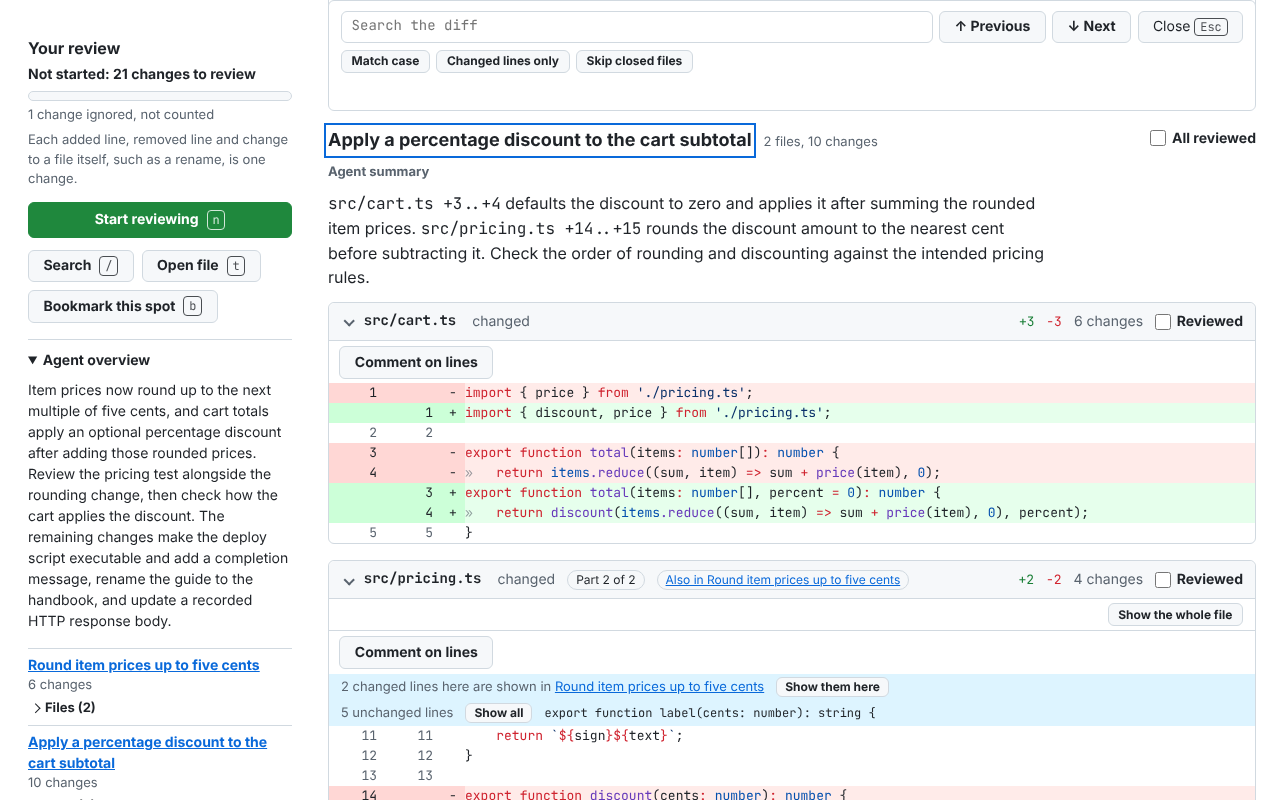 Your review
Not started: 21 changes to review
1 change ignored, not counted
Each added line, removed line and change
to a file itself, such as a rename, is one
change.
Start reviewing n
Search / Open file t
Bookmark this spot b
Agent overview
Item prices now round up to the next
multiple of five cents, and cart totals
apply an optional percentage discount
after adding those rounded prices.
Review the pricing test alongside the
rounding change, then check how the
cart applies the discount. The
remaining changes make the deploy
script executable and add a completion
message, rename the guide to the
handbook, and update a recorded
HTTP response body.
Round item prices up to five cents
6 changes
Files (2)
Apply a percentage discount to the
cart subtotal
10 changes
Search the diff ↑ Previous ↓ Next Close Esc
Match case Changed lines only Skip closed files
Apply a percentage discount to the cart subtotal 2 files, 10 changes All reviewed
Agent summary
src/cart.ts +3..+4 defaults the discount to zero and applies it after summing the rounded
item prices. src/pricing.ts +14..+15 rounds the discount amount to the nearest cent
before subtracting it. Check the order of rounding and discounting against the intended pricing
rules.
src/cart.ts changed +3 -3 6 changes Reviewed
Comment on lines
1 - import { price } from './pricing.ts';
1 + import { discount, price } from './pricing.ts';
2 2
3 - export function total(items: number[]): number {
4 - » return items.reduce((sum, item) => sum + price(item), 0);
3 + export function total(items: number[], percent = 0): number {
4 + » return discount(items.reduce((sum, item) => sum + price(item), 0), percent);
5 5 }
src/pricing.ts changed Part 2 of 2 Also in Round item prices up to five cents +2 -2 4 changes Reviewed
Show the whole file
Comment on lines
2 changed lines here are shown in Round item prices up to five cents Show them here
5 unchanged lines Show all export function label(cents: number): string {
11 11 return `${sign}${text}`;
12 12 }
13 13
14 - export function discount(cents: number): number {